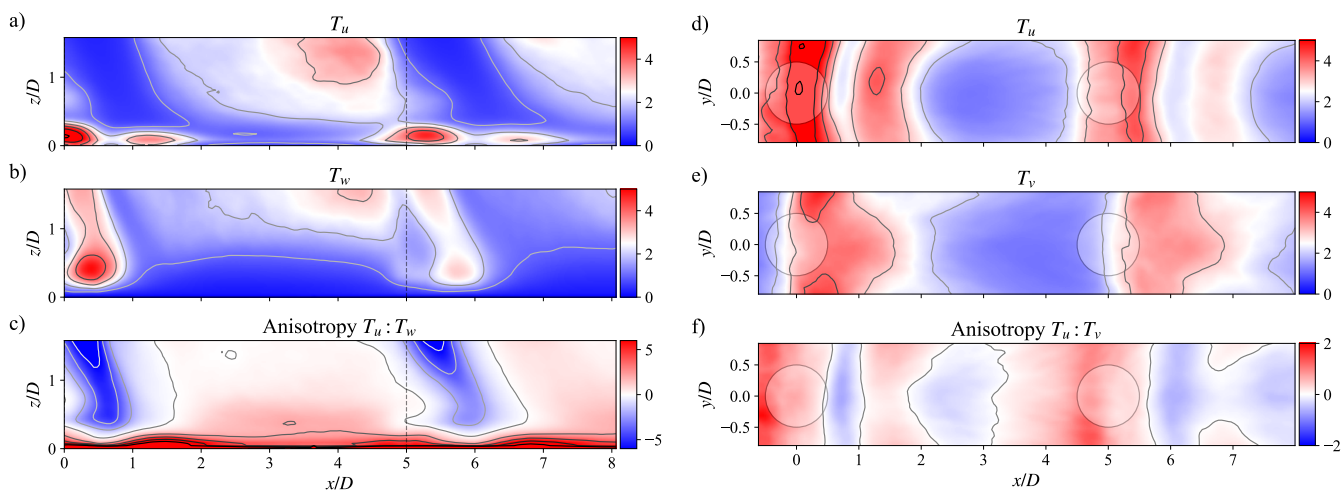 a)
T_u
z/D
1
0
4
2
0
b)
T_w
z/D
1
0
4
2
0
c)
Anisotropy T_u : T_w
z/D
1
0
5
0
−5
0 1 2 3 4 5 6 7 8
x/D
d)
T_u
y/D
0.5
0.0
−0.5
4
2
0
e)
T_v
y/D
0.5
0.0
−0.5
4
2
0
f)
Anisotropy T_u : T_v
y/D
0.5
0.0
−0.5
2
1
0
−1
−2
0 1 2 3 4 5 6 7
x/D